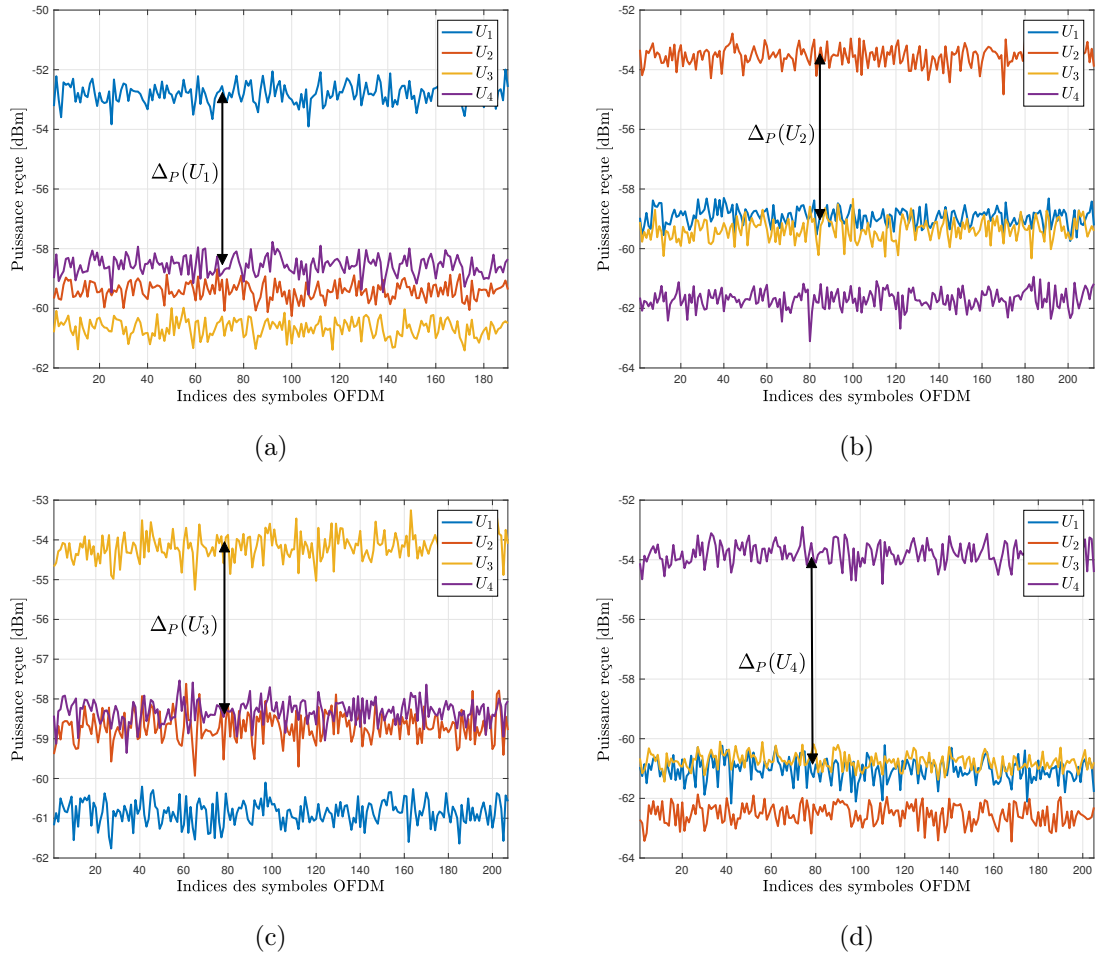 -50
-52
-54
-56
-58
-60
-62
20 40 60 80 100 120 140 160 180
Puissance reçue [dBm]
Indices des symboles OFDM
U1
U2
U3
U4
ΔP(U1)
(a)
-52
-54
-56
-58
-60
-62
-64
20 40 60 80 100 120 140 160 180 200
Puissance reçue [dBm]
Indices des symboles OFDM
U1
U2
U3
U4
ΔP(U2)
(b)
-53
-54
-55
-56
-57
-58
-59
-60
-61
-62
20 40 60 80 100 120 140 160 180 200
Puissance reçue [dBm]
Indices des symboles OFDM
U1
U2
U3
U4
ΔP(U3)
(c)
-52
-54
-56
-58
-60
-62
-64
20 40 60 80 100 120 140 160 180 200
Puissance reçue [dBm]
Indices des symboles OFDM
U1
U2
U3
U4
ΔP(U4)
(d)